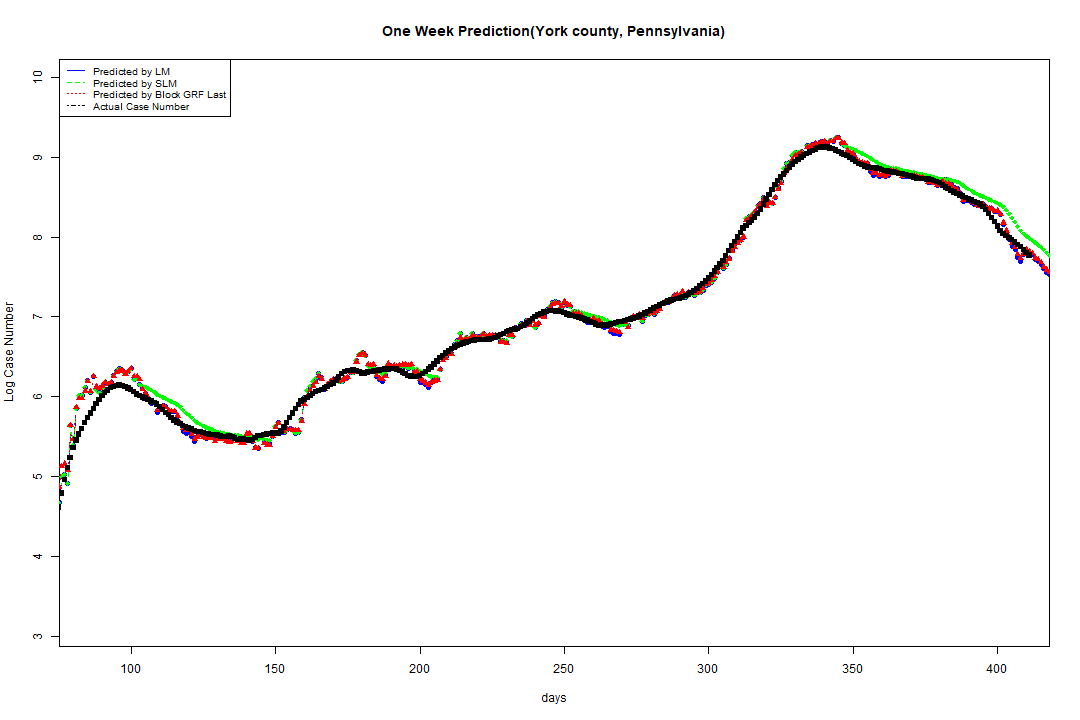 One Week Prediction(York county, Pennsylvania)
Predicted by LM
Predicted by SLM
Predicted by Block GRF Last
Actual Case Number
Log Case Number
10
9
8
7
6
5
4
3
100 150 200 250 300 350 400
days